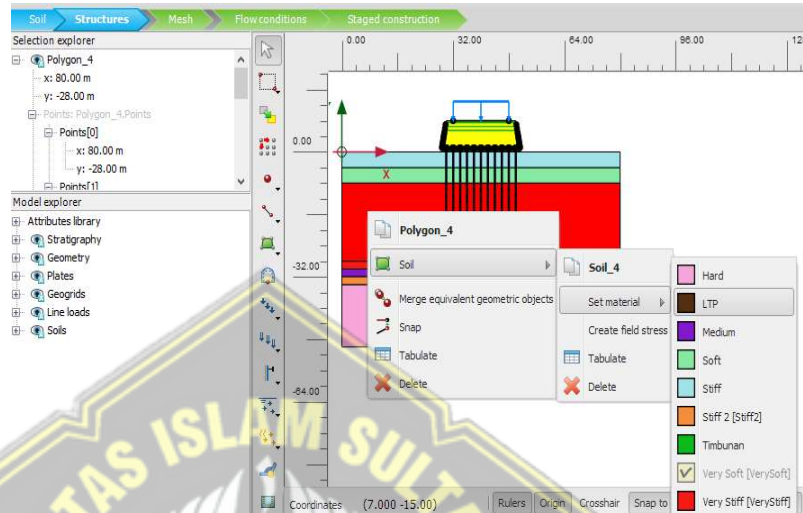 Soil Structures Mesh Flow conditions Staged construction
Selection explorer
Polygon_4
x: 80.00 m
y: -28.00 m
Points: Polygon_4.Points
Points[0]
x: 80.00 m
y: -28.00 m
Points[1]
Model explorer
Attributes library
Stratigraphy
Geometry
Plates
Geogrids
Line loads
Soils
0.00 32.00 64.00 96.00 12
0.00
-32.00
-64.00
x
Polygon_4
Soil
Merge equivalent geometric objects
Snap
Tabulate
Delete
Soil_4
Set material
Create field stress
Tabulate
Delete
Hard
LTP
Medium
Soft
Stiff
Stiff 2 [Stiff2]
Timbunan
Very Soft [VerySoft]
Very Stiff [VeryStiff]
Coordinates (7.000 -15.00) Rulers Origin Crosshair Snap to
TAS ISLAM SUL